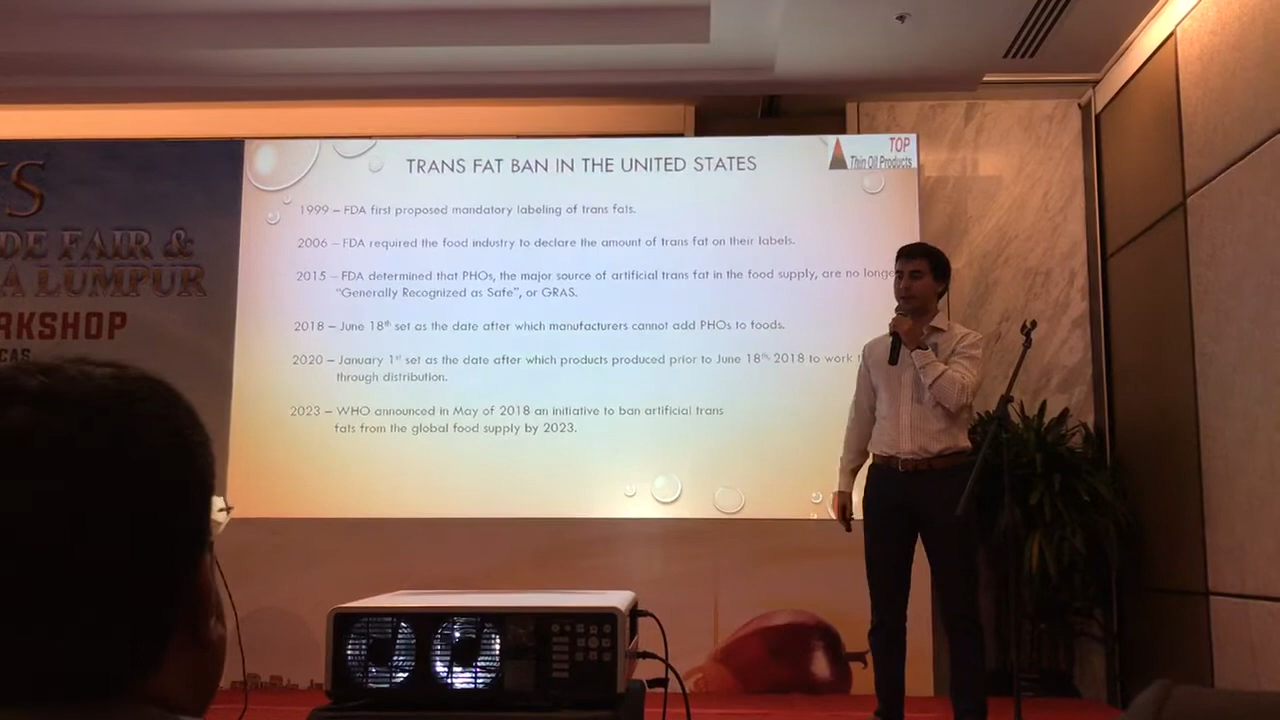 TRANS FAT BAN IN THE UNITED STATES
TOP
Thin Oil Products
1999 – FDA first proposed mandatory labeling of trans fats.
2006 – FDA required the food industry to declare the amount of trans fat on their labels.
2015 – FDA determined that PHOs, the major source of artificial trans fat in the food supply, are no longe
"Generally Recognized as Safe", or GRAS.
2018 – June 18th set as the date after which manufacturers cannot add PHOs to foods.
2020 – January 1st set as the date after which products produced prior to June 18th 2018 to work
through distribution.
2023 – WHO announced in May of 2018 an initiative to ban artificial trans
fats from the global food supply by 2023.
DE FAIR &
A LUMPUR
RKSHOP
CAS